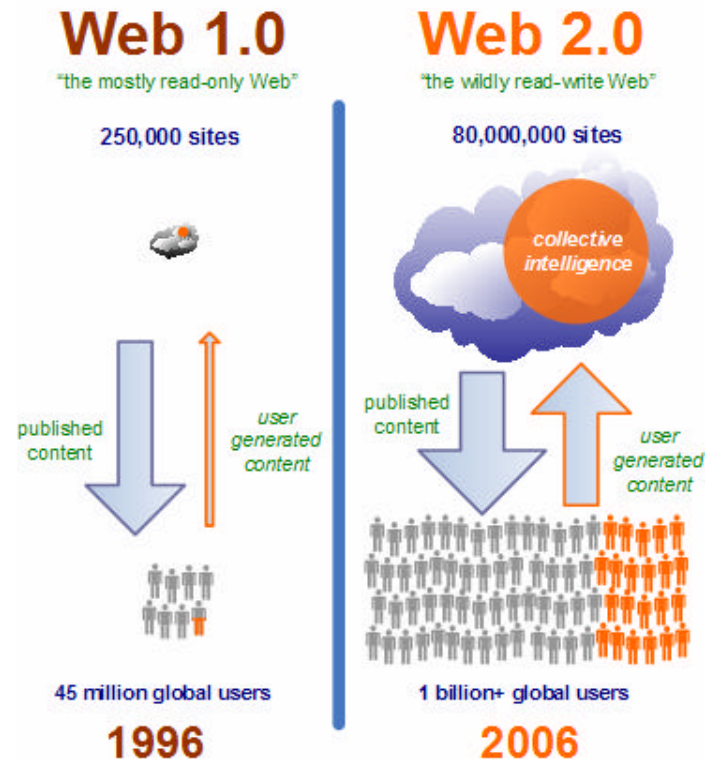 Web 1.0
"the mostly read-only Web"
250,000 sites
published
content
user
generated
content
45 million global users
1996
Web 2.0
"the wildly read-write Web"
80,000,000 sites
collective
intelligence
published
content
user
generated
content
1 billion+ global users
2006